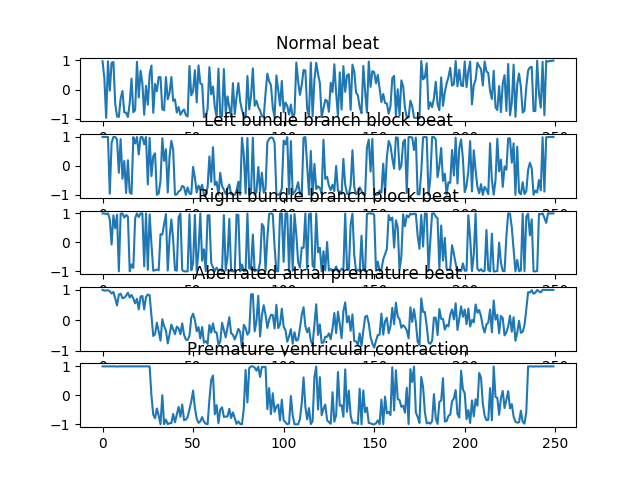 Normal beat
1
0
−1
Left bundle branch block beat
1
0
−1
Right bundle branch block beat
1
0
−1
Aberrated atrial premature beat
1
0
−1
Premature ventricular contraction
1
0
−1
0 50 100 150 200 250